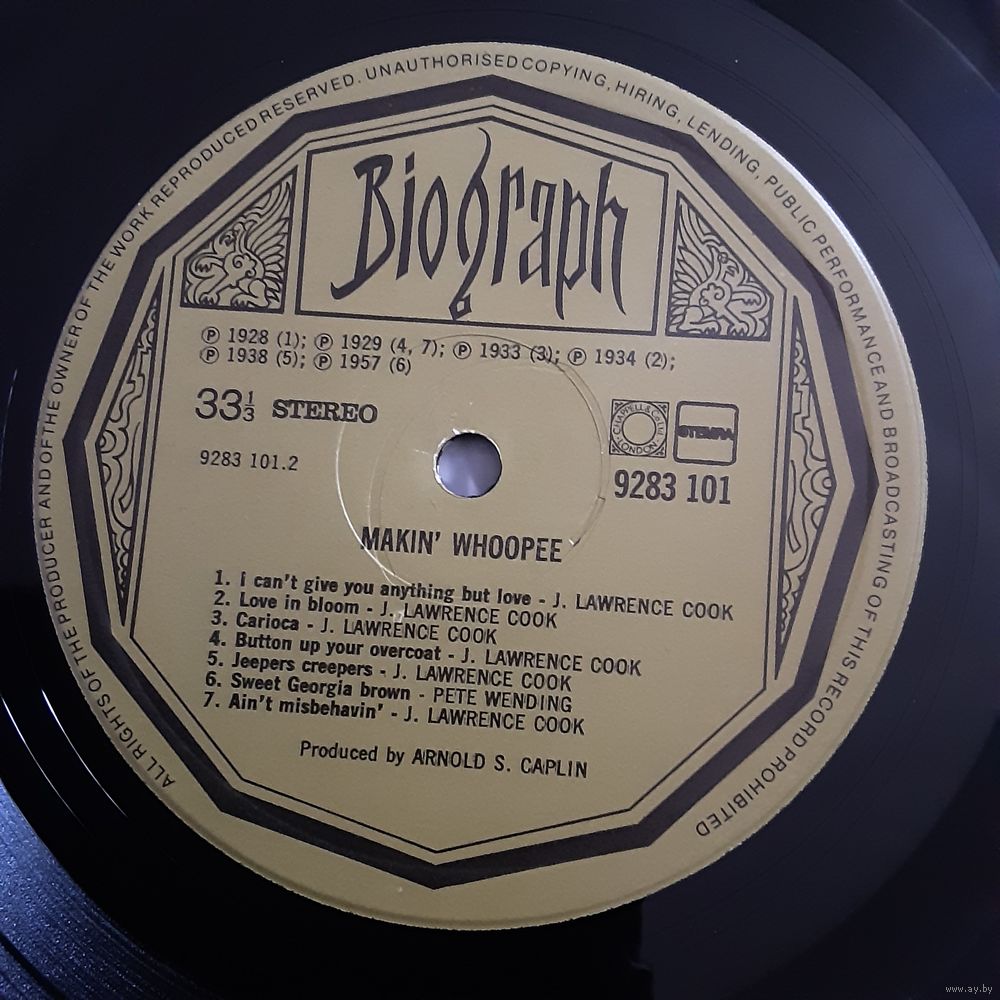 ALL RIGHTS OF THE PRODUCER AND OF THE OWNER OF THE WORK REPRODUCED RESERVED. UNAUTHORISED COPYING, HIRING, LENDING, PUBLIC PERFORMANCE AND BROADCASTING OF THIS RECORD PROHIBITED
Biograph
Ⓟ 1928 (1); Ⓟ 1929 (4, 7); Ⓟ 1933 (3); Ⓟ 1934 (2);
Ⓟ 1938 (5); Ⓟ 1957 (6)
33⅓ STEREO
CHAPPELL & CO LTD LONDON
STEMRA
9283 101.2
9283 101
MAKIN' WHOOPEE
1. I can't give you anything but love - J. LAWRENCE COOK
2. Love in bloom - J. LAWRENCE COOK
3. Carioca - J. LAWRENCE COOK
4. Button up your overcoat - J. LAWRENCE COOK
5. Jeepers creepers - J. LAWRENCE COOK
6. Sweet Georgia brown - PETE WENDING
7. Ain't misbehavin' - J. LAWRENCE COOK
Produced by ARNOLD S. CAPLIN
www.ay.by